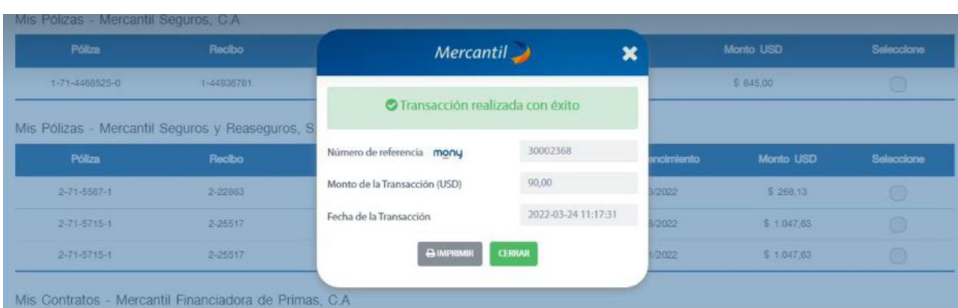 Mis Pólizas - Mercantil Seguros, C.A
Póliza Recibo Monto USD Seleccione
1-71-4460525-0 1-44936781 $ 645,00
Mercantil
Transacción realizada con éxito
Número de referencia mony 30002368
Monto de la Transacción (USD) 90,00
Fecha de la Transacción 2022-03-24 11:17:31
IMPRIMIR CERRAR
Mis Pólizas - Mercantil Seguros y Reaseguros, S
Póliza Recibo Monto USD Seleccione
2-71-5587-1 2-22883 /2022 $ 268,13
2-71-5715-1 2-25517 /2022 $ 1.047,63
2-71-5715-1 2-25517 /2022 $ 1.047,63
Mis Contratos - Mercantil Financiadora de Primas, C.A